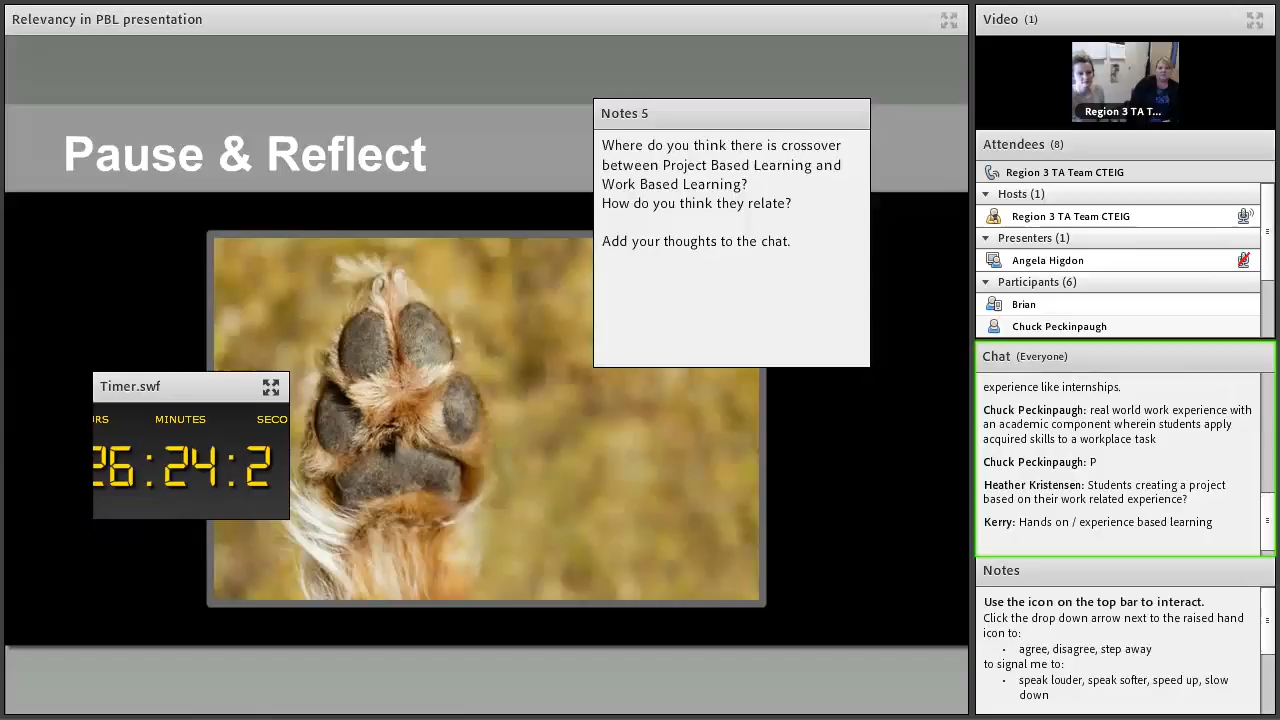 Relevancy in PBL presentation
Pause & Reflect
Notes 5
Where do you think there is crossover
between Project Based Learning and
Work Based Learning?
How do you think they relate?
Add your thoughts to the chat.
Timer.swf
URS MINUTES SECO
26:24:2
Video (1)
Region 3 TA T...
Attendees (8)
Region 3 TA Team CTEIG
Hosts (1)
Region 3 TA Team CTEIG
Presenters (1)
Angela Higdon
Participants (6)
Brian
Chuck Peckinpaugh
Chat (Everyone)
experience like internships.
Chuck Peckinpaugh: real world work experience with
an academic component wherein students apply
acquired skills to a workplace task
Chuck Peckinpaugh: P
Heather Kristensen: Students creating a project
based on their work related experience?
Kerry: Hands on / experience based learning
Notes
Use the icon on the top bar to interact.
Click the drop down arrow next to the raised hand
icon to:
• agree, disagree, step away
to signal me to:
• speak louder, speak softer, speed up, slow
down